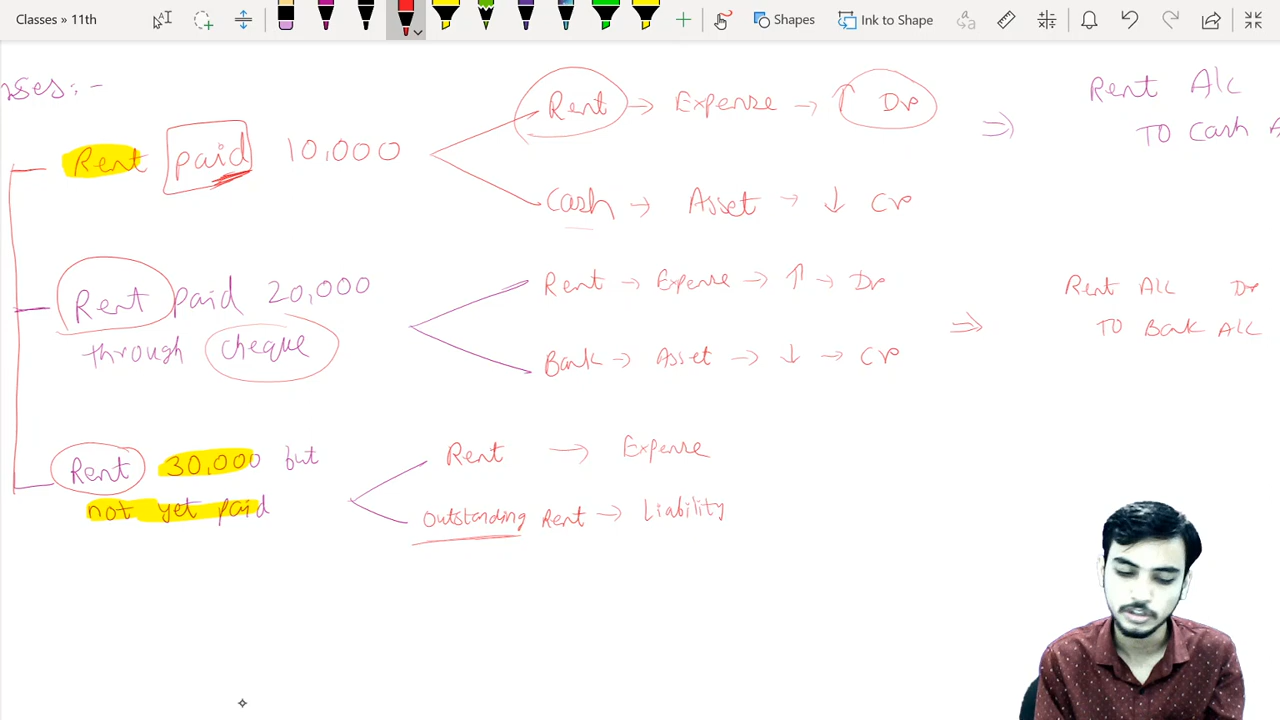 Classes » 11th
Shapes
Ink to Shape
nses:-
Rent paid 10,000
Rent → Expense → ↑ Dr
Cash → Asset → ↓ Cr
⇒ Rent A/c
TO Cash A
Rent paid 20,000
through cheque
Rent → Expense → ↑ → Dr
Bank → Asset → ↓ → Cr
⇒ Rent A/c Dr
TO Bank A/c
Rent 30,000 but
not yet paid
Rent → Expense
Outstanding Rent → Liability